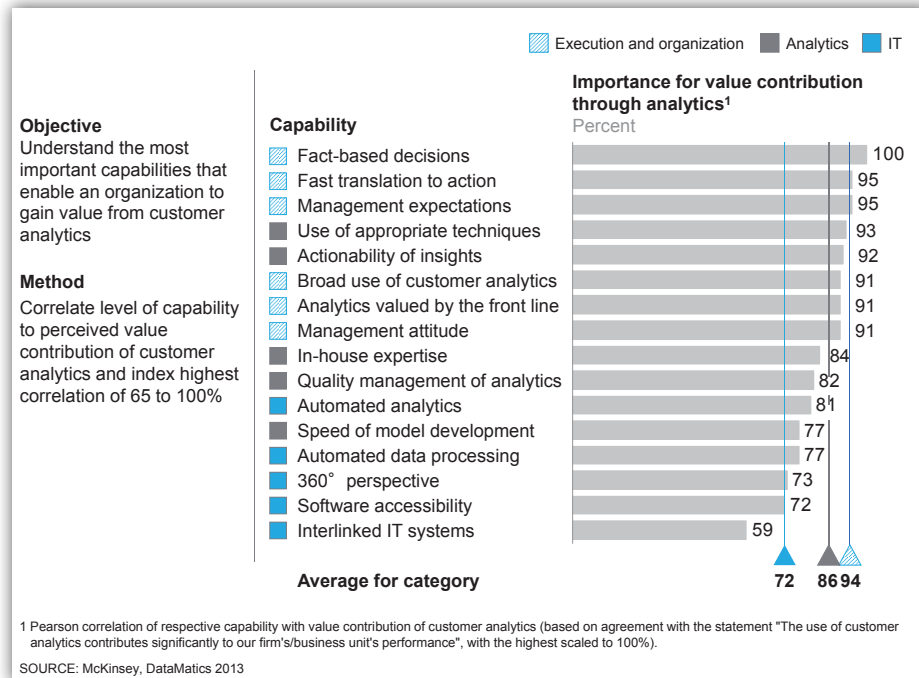 Execution and organization Analytics IT
Importance for value contribution
through analytics1
Percent
Objective
Understand the most
important capabilities that
enable an organization to
gain value from customer
analytics
Method
Correlate level of capability
to perceived value
contribution of customer
analytics and index highest
correlation of 65 to 100%
Capability
Fact-based decisions 100
Fast translation to action 95
Management expectations 95
Use of appropriate techniques 93
Actionability of insights 92
Broad use of customer analytics 91
Analytics valued by the front line 91
Management attitude 91
In-house expertise 84
Quality management of analytics 82
Automated analytics 81
Speed of model development 77
Automated data processing 77
360° perspective 73
Software accessibility 72
Interlinked IT systems 59
Average for category 72 86 94
1 Pearson correlation of respective capability with value contribution of customer analytics (based on agreement with the statement "The use of customer
analytics contributes significantly to our firm's/business unit's performance", with the highest scaled to 100%).
SOURCE: McKinsey, DataMatics 2013